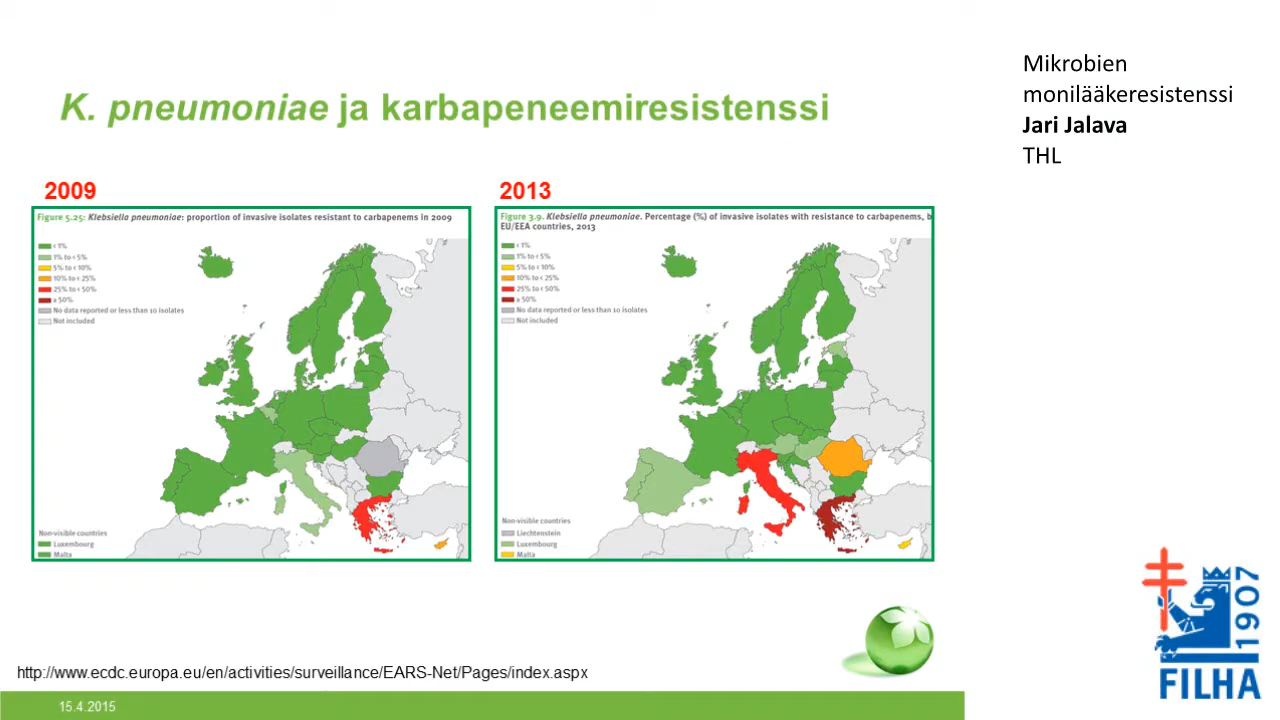 K. pneumoniae ja karbapeneemiresistenssi
Mikrobien
monilääkeresistenssi
Jari Jalava
THL
2009
Figure 5.25: Klebsiella pneumoniae: proportion of invasive isolates resistant to carbapenems in 2009
< 1%
1% to < 5%
5% to < 10%
10% to < 25%
25% to < 50%
≥ 50%
No data reported or less than 10 isolates
Not included
Non-visible countries
Luxembourg
Malta
2013
Figure 3.9. Klebsiella pneumoniae. Percentage (%) of invasive isolates with resistance to carbapenems, b
EU/EEA countries, 2013
< 1%
1% to < 5%
5% to < 10%
10% to < 25%
25% to < 50%
≥ 50%
No data reported or less than 10 isolates
Not included
Non-visible countries
Liechtenstein
Luxembourg
Malta
http://www.ecdc.europa.eu/en/activities/surveillance/EARS-Net/Pages/index.aspx
15.4.2015
1907
FILHA